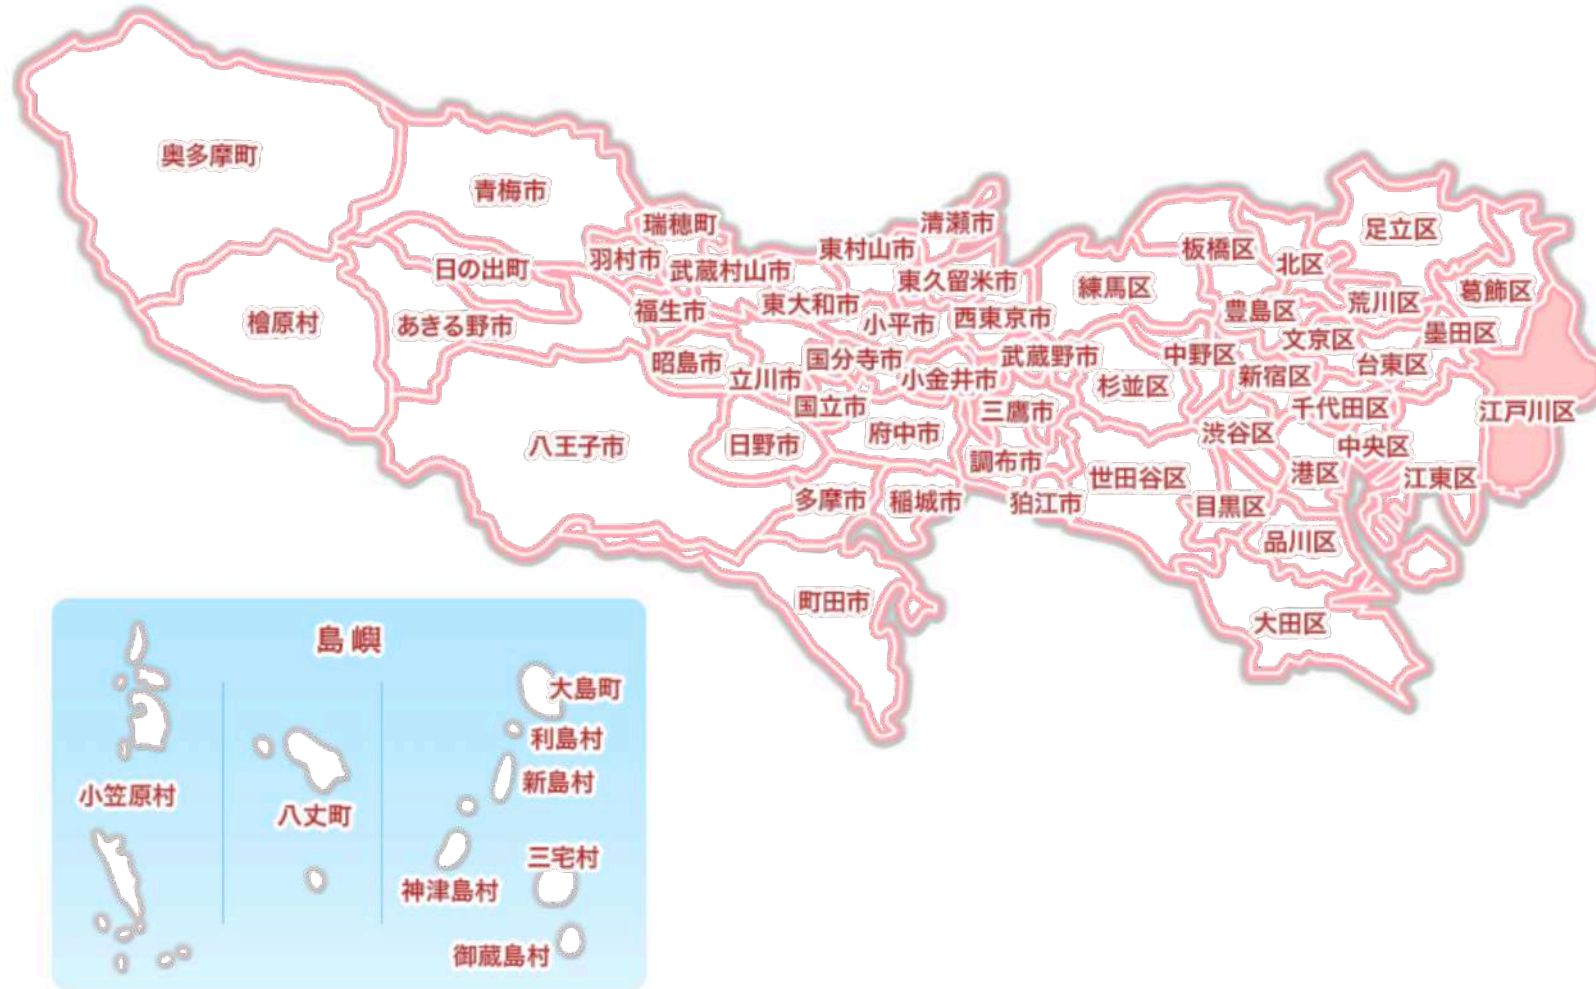 奥多摩町
青梅市
瑞穂町
清瀬市
足立区
羽村市
東村山市
板橋区
北区
日の出町
武蔵村山市
東久留米市
練馬区
葛飾区
檜原村
あきる野市
福生市
東大和市
小平市
西東京市
豊島区
荒川区
文京区
墨田区
昭島市
立川市
国分寺市
小金井市
武蔵野市
中野区
杉並区
新宿区
台東区
国立市
三鷹市
千代田区
江戸川区
八王子市
日野市
府中市
調布市
渋谷区
中央区
世田谷区
港区
江東区
多摩市
稲城市
狛江市
目黒区
品川区
町田市
大田区
島嶼
大島町
利島村
新島村
小笠原村
八丈町
三宅村
神津島村
御蔵島村